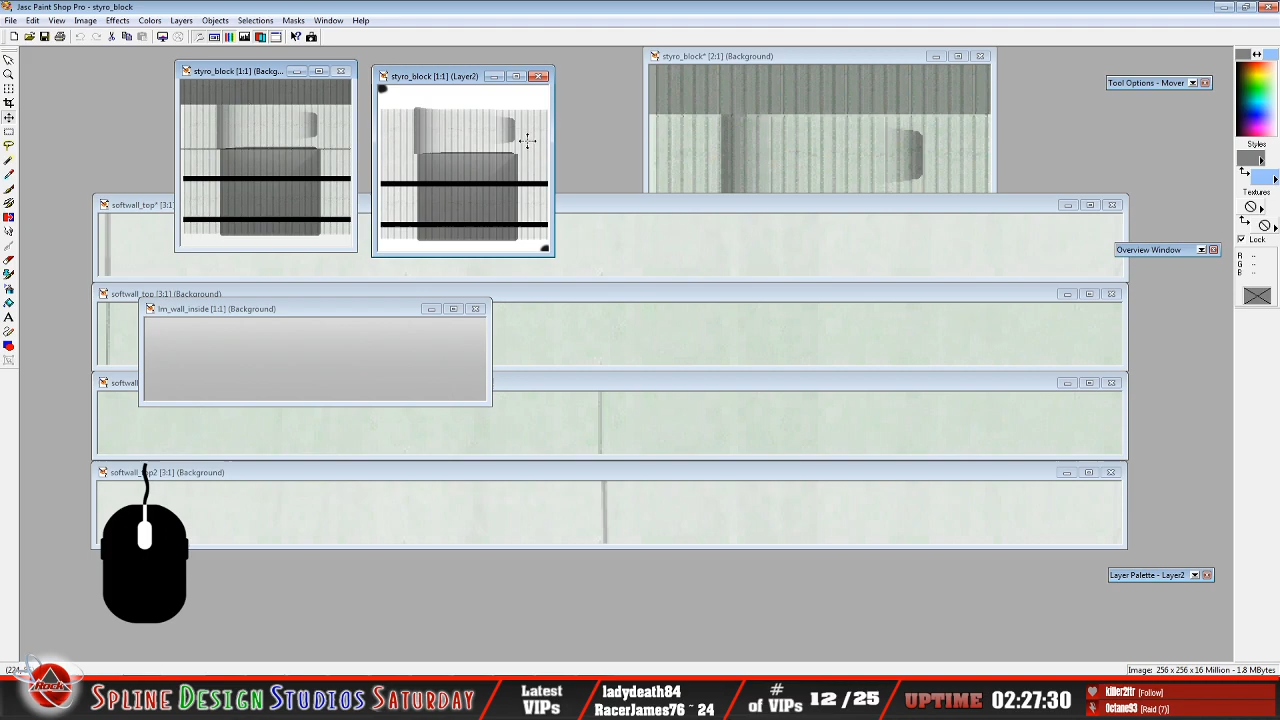 Jasc Paint Shop Pro - styro_block
File Edit View Image Effects Colors Layers Objects Selections Masks Window Help
styro_block [1:1] (Backg...
styro_block [1:1] (Layer2)
styro_block* [2:1] (Background)
Tool Options - Mover
Styles
Textures
Lock
R --
G --
B --
softwall_top* [3:1]
Overview Window
softwall_top [3:1] (Background)
lm_wall_inside [1:1] (Background)
softwall
softwall_top2 [3:1] (Background)
Layer Palette - Layer2
Image: 256 x 256 x 16 Million - 1.8 MBytes
ROCK
Spline Design Studios Saturday
Latest VIPs
ladydeath84
RacerJames76 ~ 24
# of VIPs
12 / 25
UPTIME
02:27:30
killer2ltr [Follow]
Octane93 [Raid (7)]